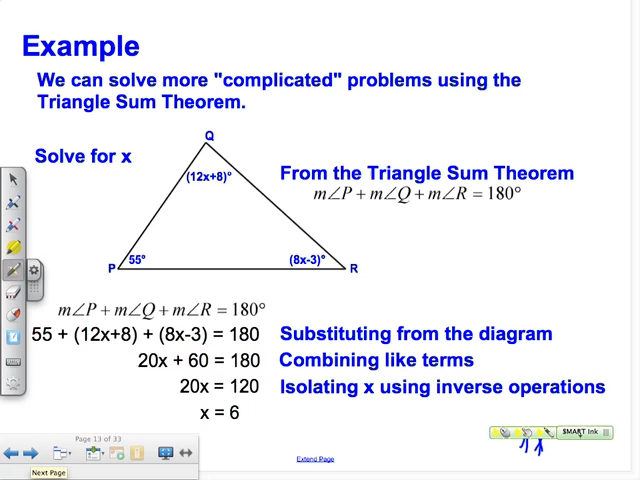 Example
We can solve more "complicated" problems using the
Triangle Sum Theorem.
Solve for x
Q
(12x+8)°
From the Triangle Sum Theorem
m∠P + m∠Q + m∠R = 180°
55°
(8x-3)°
P
R
m∠P + m∠Q + m∠R = 180°
55 + (12x+8) + (8x-3) = 180
Substituting from the diagram
20x + 60 = 180
Combining like terms
20x = 120
Isolating x using inverse operations
x = 6
SMART Ink
Page 13 of 33
Extend Page
Next Page